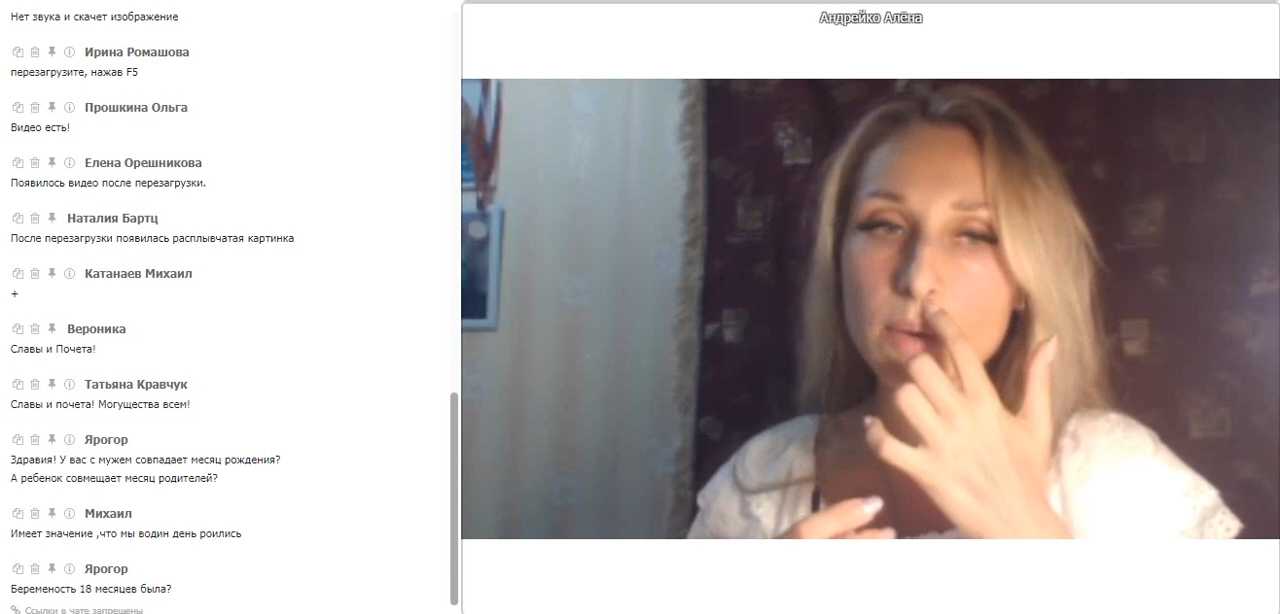 Нет звука и скачет изображение
Ирина Ромашова
перезагрузите, нажав F5
Прошкина Ольга
Видео есть!
Елена Орешникова
Появилось видео после перезагрузки.
Наталия Бартц
После перезагрузки появилась расплывчатая картинка
Катанаев Михаил
+
Вероника
Славы и Почета!
Татьяна Кравчук
Славы и почета! Могущества всем!
Ярогор
Здравия! У вас с мужем совпадает месяц рождения?
А ребенок совмещает месяц родителей?
Михаил
Имеет значение ,что мы водин день роились
Ярогор
Беременость 18 месяцев была?
Ссылки в чате запрещены
Андрейко Алёна